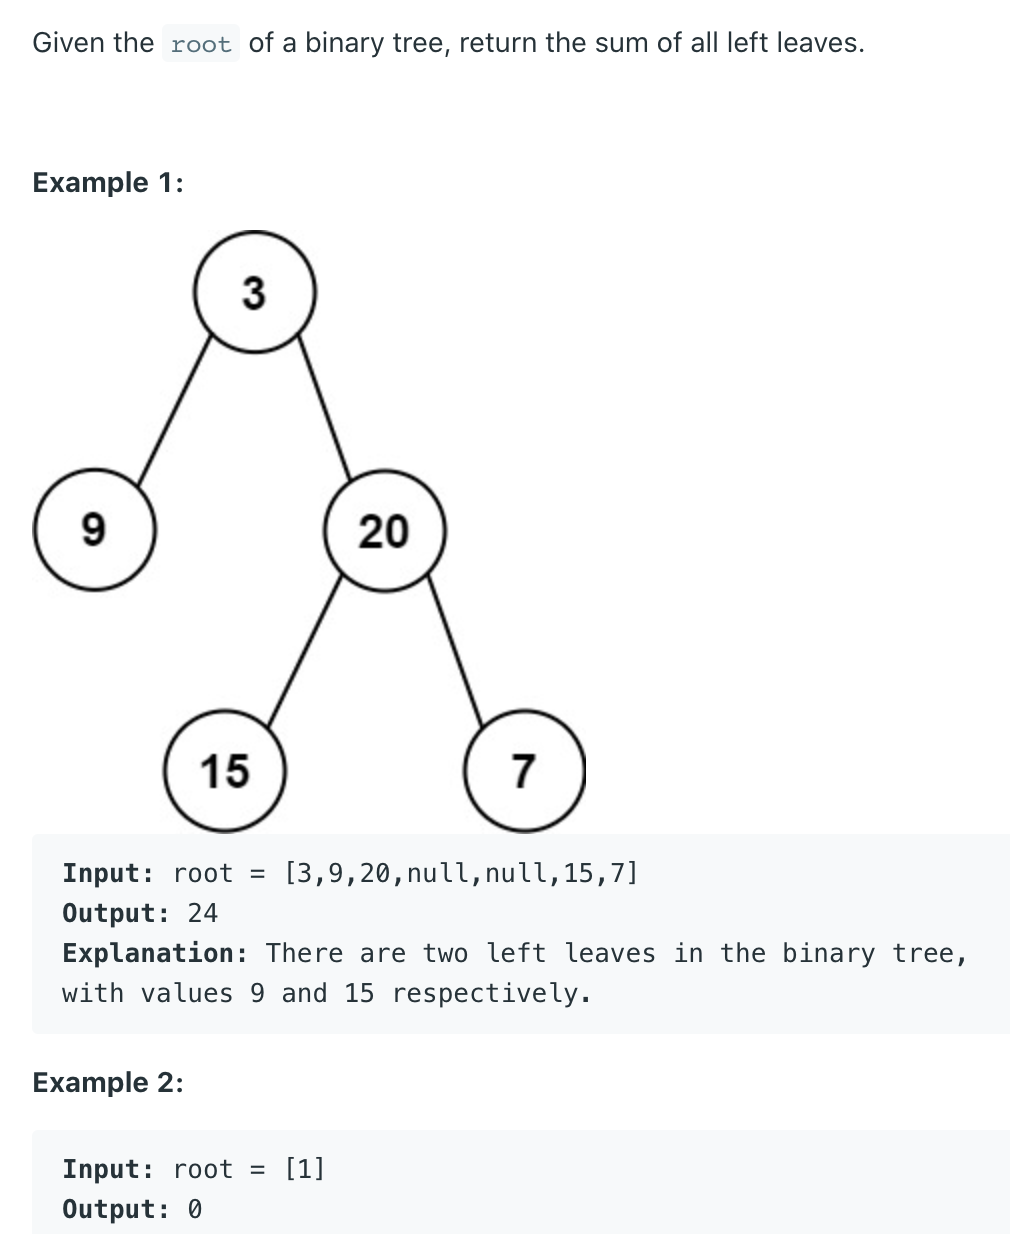 Given the root of a binary tree, return the sum of all left leaves.
Example 1:
3
9
20
15
7
Input: root = [3,9,20,null,null,15,7]
Output: 24
Explanation: There are two left leaves in the binary tree,
with values 9 and 15 respectively.
Example 2:
Input: root = [1]
Output: 0